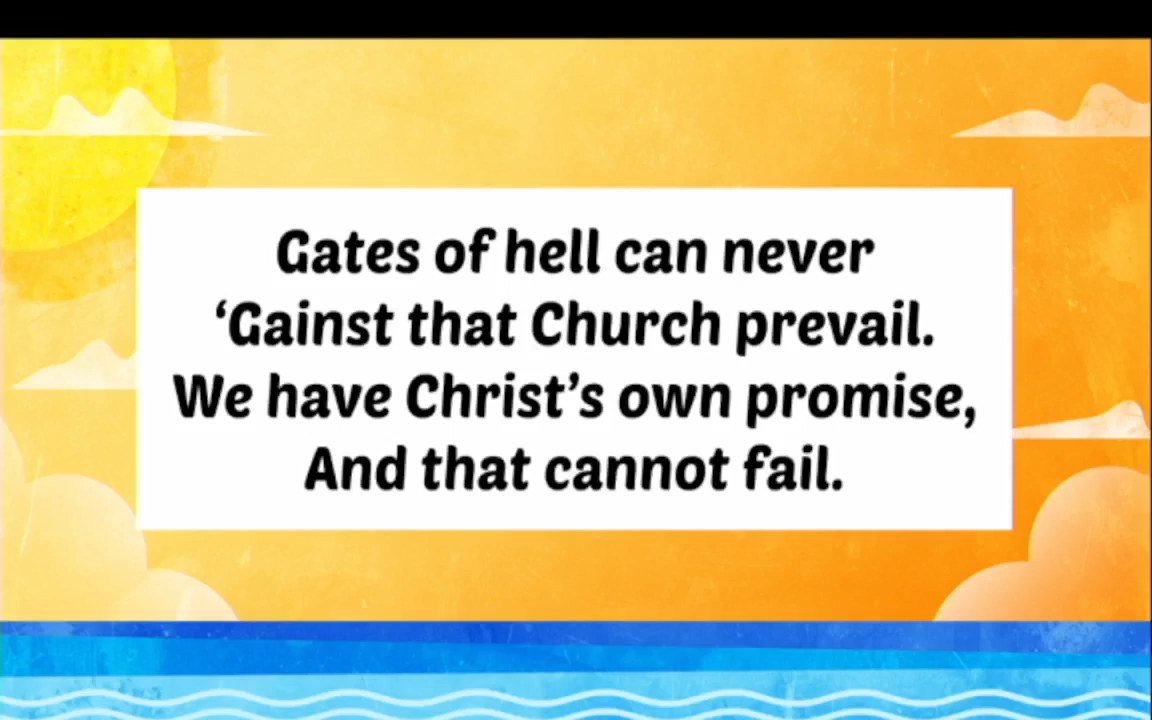 Gates of hell can never
‘Gainst that Church prevail.
We have Christ’s own promise,
And that cannot fail.